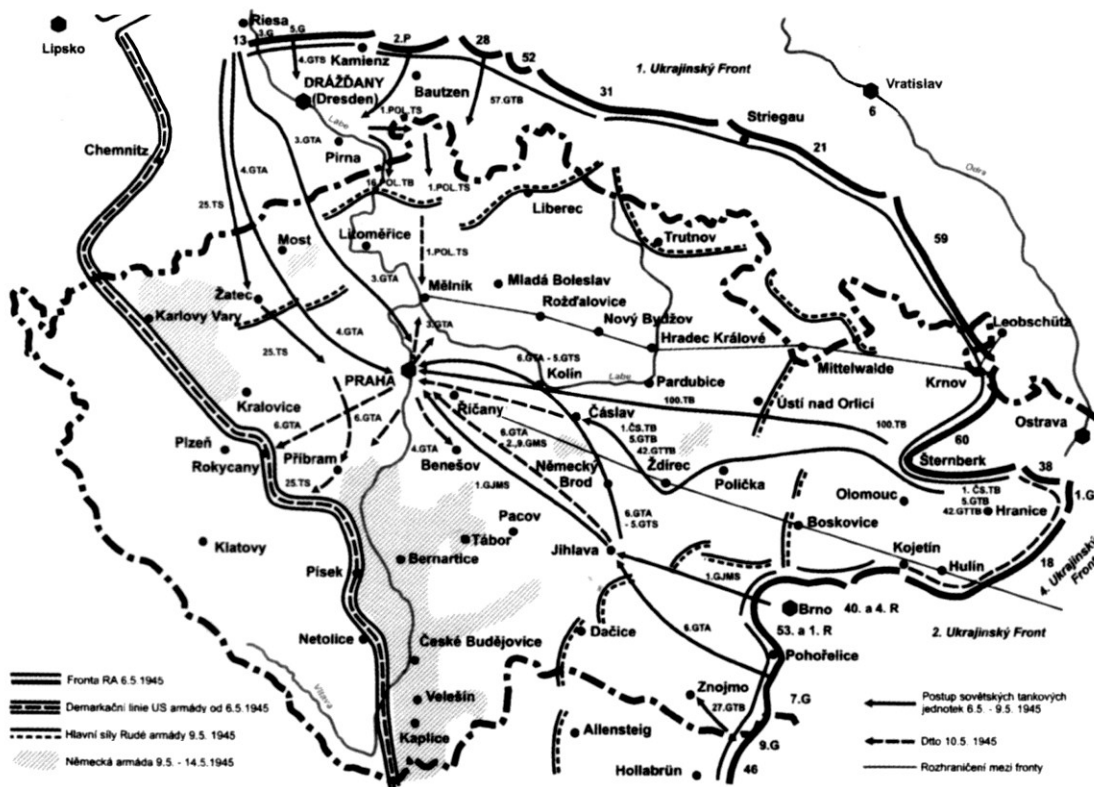 Riesa
3.G
5.G
2.P
28
52
Lipsko
13
4.GTS
Kamienz
1. Ukrajinský Front
DRÁŽĎANY
(Dresden)
Bautzen
57.GTB
31
Vratislav
6
1.POL.TS
Labe
Striegau
3.GTA
21
Chemnitz
Pirna
4.GTA
16.POL.TB
1.POL.TS
Odra
25.TS
Liberec
Litoměřice
Most
Trutnov
59
1.POL.TS
3.GTA
Mělník
Mladá Boleslav
Žatec
Rožďalovice
Karlovy Vary
4.GTA
3.GTA
Nový Bydžov
Leobschütz
Hradec Králové
25.TS
6.GTA - 5.GTS
Mittelwalde
Krnov
PRAHA
Kolín
Labe
Pardubice
Kralovice
Říčany
100.TB
Ústí nad Orlicí
6.GTA
6.GTA
Čáslav
100.TB
Ostrava
Plzeň
4.GTA
6.GTA
- 2.,9.GMS
1.ČS.TB
5.GTB
42.GTTB
60
Rokycany
Příbram
Benešov
Německý
Brod
Ždírec
Polička
Šternberk
38
25.TS
1.GJMS
1. ČS.TB
5.GTB
42.GTTB
1.G
Olomouc
Hranice
Pacov
6.GTA
- 5.GTS
Boskovice
Klatovy
Tábor
Kojetín
Bernartice
Jihlava
Hulín
18
4. Ukrajinský
Front
Písek
1.GJMS
Brno
40. a 4. R
53. a 1. R
2. Ukrajinský Front
Netolice
Dačice
6.GTA
České Budějovice
Pohořelice
Vltava
Velešín
Znojmo
27.GTB
7.G
Kaplice
Allensteig
9.G
Hollabrün
46
Fronta RA 6.5.1945
Demarkační linie US armády od 6.5.1945
Hlavní síly Rudé armády 9.5. 1945
Německá armáda 9.5. - 14.5.1945
Postup sovětských tankových
jednotek 6.5. - 9.5. 1945
Dtto 10.5. 1945
Rozhraničení mezi fronty